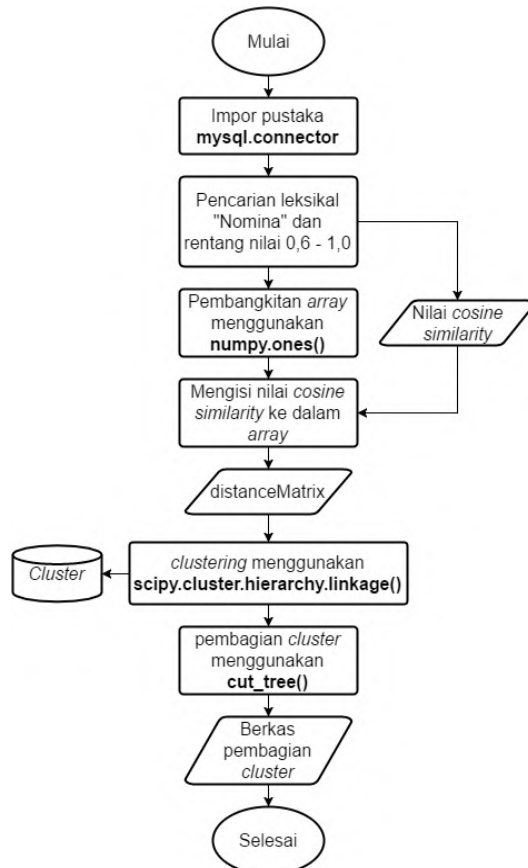 Mulai
Impor pustaka
mysql.connector
Pencarian leksikal
"Nomina" dan
rentang nilai 0,6 - 1,0
Pembangkitan array
menggunakan
numpy.ones()
Nilai cosine
similarity
Mengisi nilai cosine
similarity ke dalam
array
distanceMatrix
Cluster
clustering menggunakan
scipy.cluster.hierarchy.linkage()
pembagian cluster
menggunakan
cut_tree()
Berkas
pembagian
cluster
Selesai